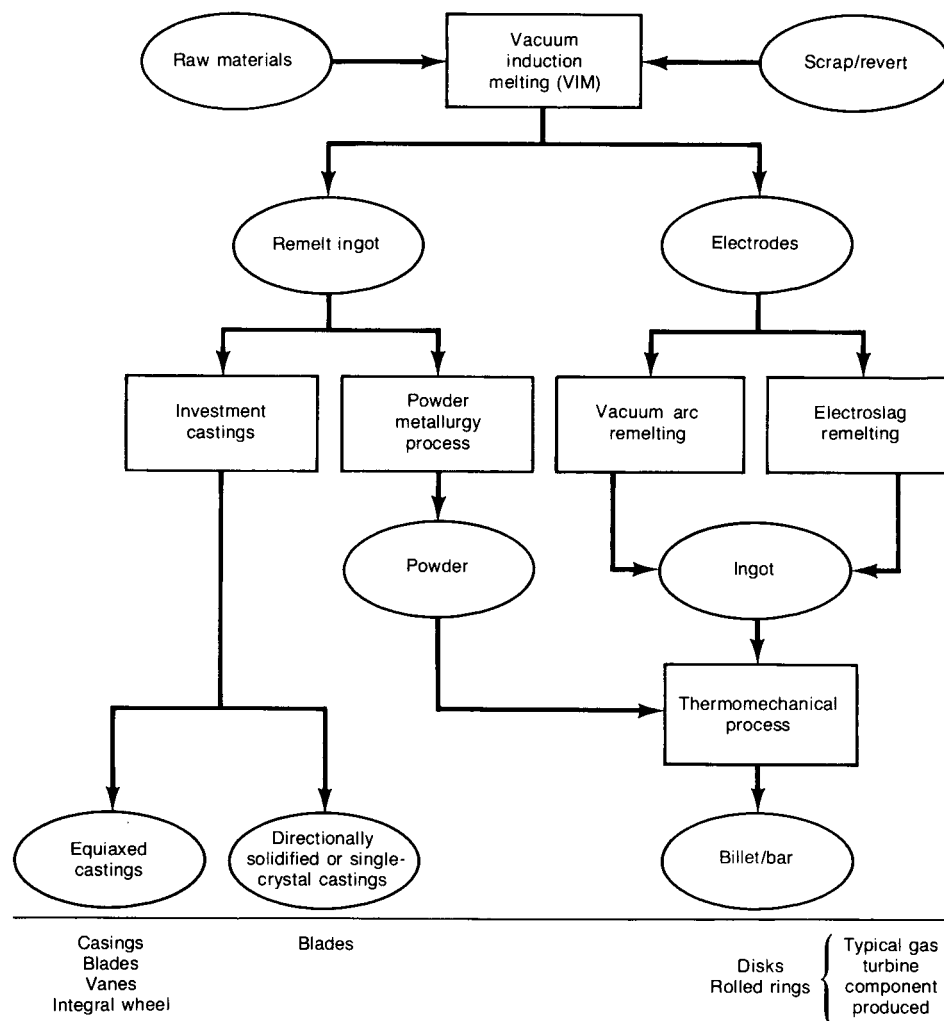 Raw materials
Vacuum
induction
melting (VIM)
Scrap/revert
Remelt ingot
Electrodes
Investment
castings
Powder
metallurgy
process
Vacuum arc
remelting
Electroslag
remelting
Powder
Ingot
Thermomechanical
process
Equiaxed
castings
Directionally
solidified or single-
crystal castings
Billet/bar
Casings
Blades
Vanes
Integral wheel
Blades
Disks
Rolled rings
Typical gas
turbine
component
produced